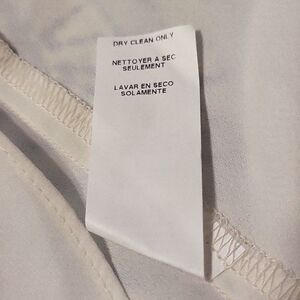 DRY CLEAN ONLY
NETTOYER A SEC
SEULEMENT
LAVAR EN SECO
SOLAMENTE